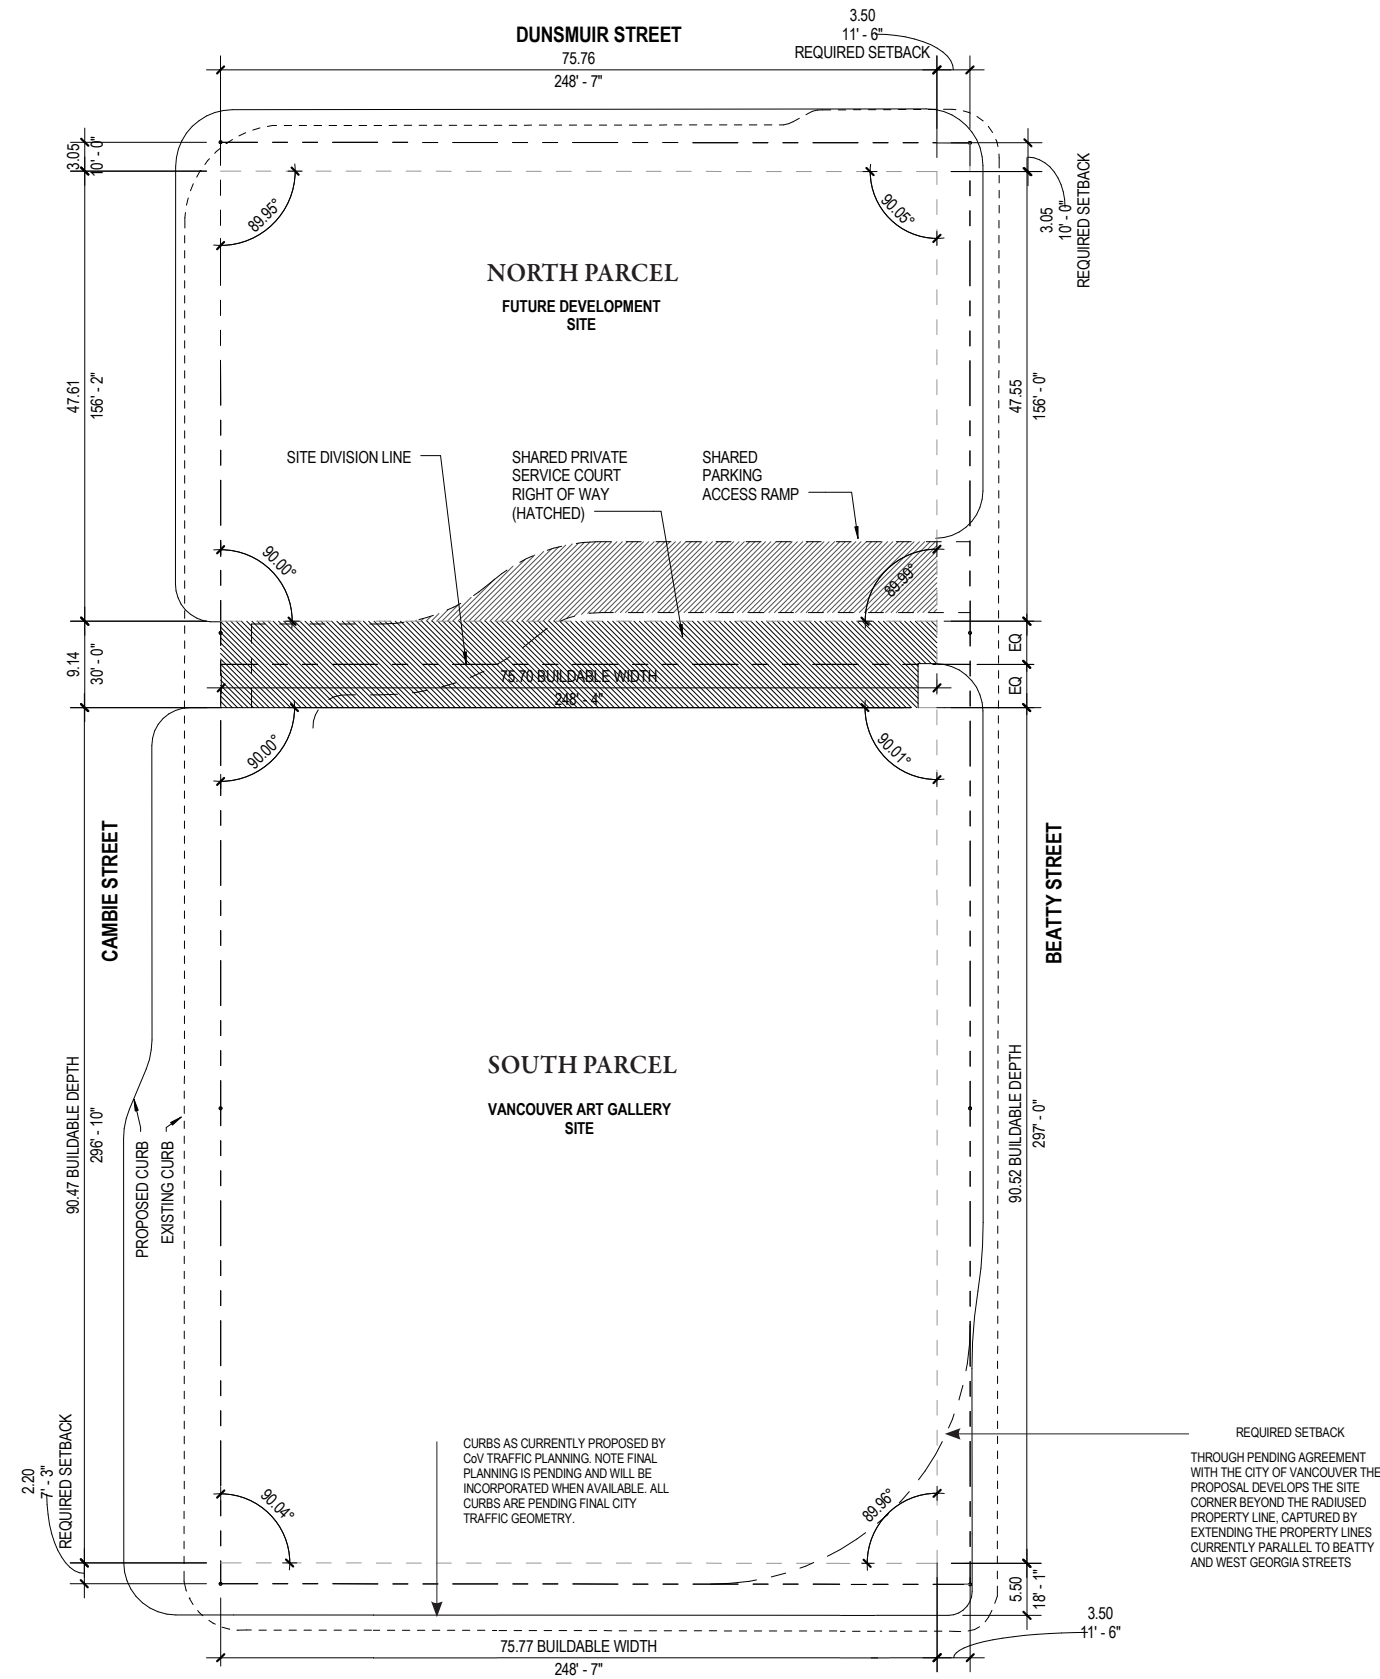 DUNSMUIR STREET
75.76
248' - 7"
3.50
11' - 6"
REQUIRED SETBACK
3.05
10' - 0"
3.05
10' - 0"
REQUIRED SETBACK
89.95°
90.05°
NORTH PARCEL
FUTURE DEVELOPMENT
SITE
47.61
156' - 2"
47.55
156' - 0"
SITE DIVISION LINE
SHARED PRIVATE
SERVICE COURT
RIGHT OF WAY
(HATCHED)
SHARED
PARKING
ACCESS RAMP
90.00°
89.99°
9.14
30' - 0"
EQ
EQ
75.70 BUILDABLE WIDTH
248' - 4"
90.00°
90.01°
CAMBIE STREET
BEATTY STREET
SOUTH PARCEL
VANCOUVER ART GALLERY
SITE
90.47 BUILDABLE DEPTH
296' - 10"
PROPOSED CURB
EXISTING CURB
90.52 BUILDABLE DEPTH
297' - 0"
2.20
7' - 3"
REQUIRED SETBACK
CURBS AS CURRENTLY PROPOSED BY
CoV TRAFFIC PLANNING. NOTE FINAL
PLANNING IS PENDING AND WILL BE
INCORPORATED WHEN AVAILABLE. ALL
CURBS ARE PENDING FINAL CITY
TRAFFIC GEOMETRY.
90.04°
89.96°
REQUIRED SETBACK
THROUGH PENDING AGREEMENT
WITH THE CITY OF VANCOUVER THE
PROPOSAL DEVELOPS THE SITE
CORNER BEYOND THE RADIUSED
PROPERTY LINE, CAPTURED BY
EXTENDING THE PROPERTY LINES
CURRENTLY PARALLEL TO BEATTY
AND WEST GEORGIA STREETS
5.50
18' - 1"
3.50
11' - 6"
75.77 BUILDABLE WIDTH
248' - 7"